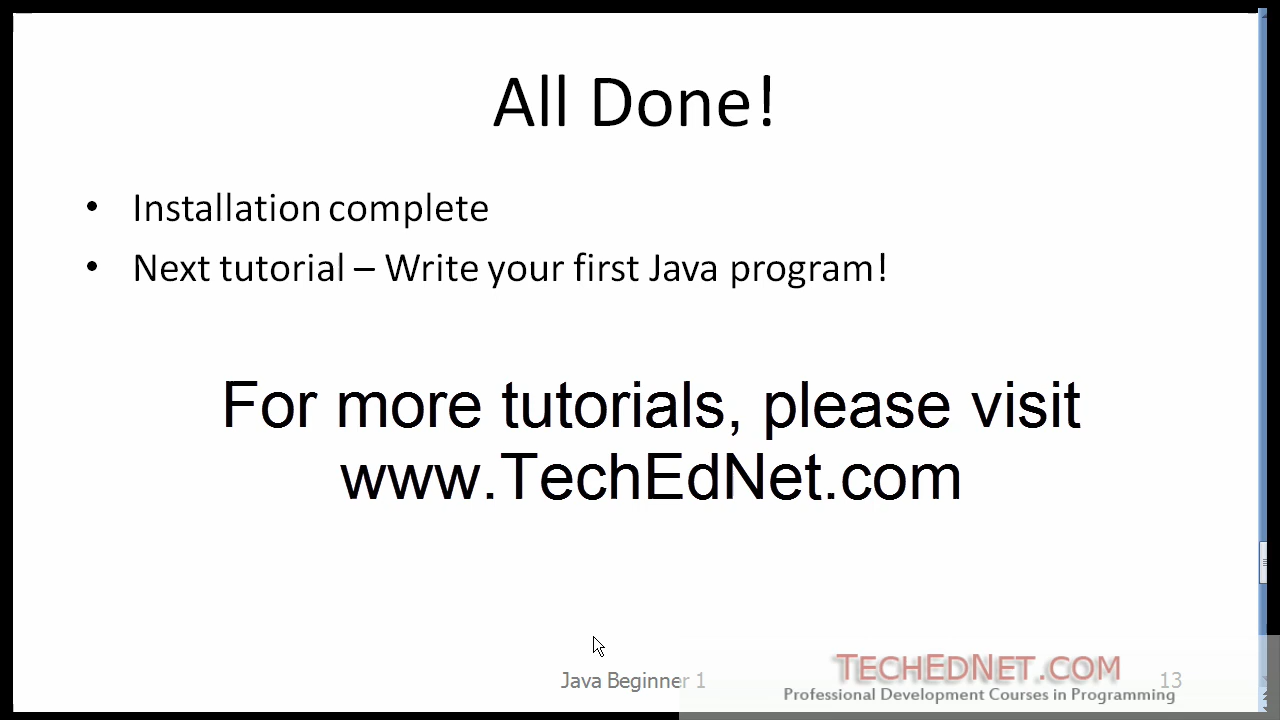 All Done!
• Installation complete
• Next tutorial – Write your first Java program!
For more tutorials, please visit
www.TechEdNet.com
Java Beginner 1
TECHEDNET.COM
13
Professional Development Courses in Programming